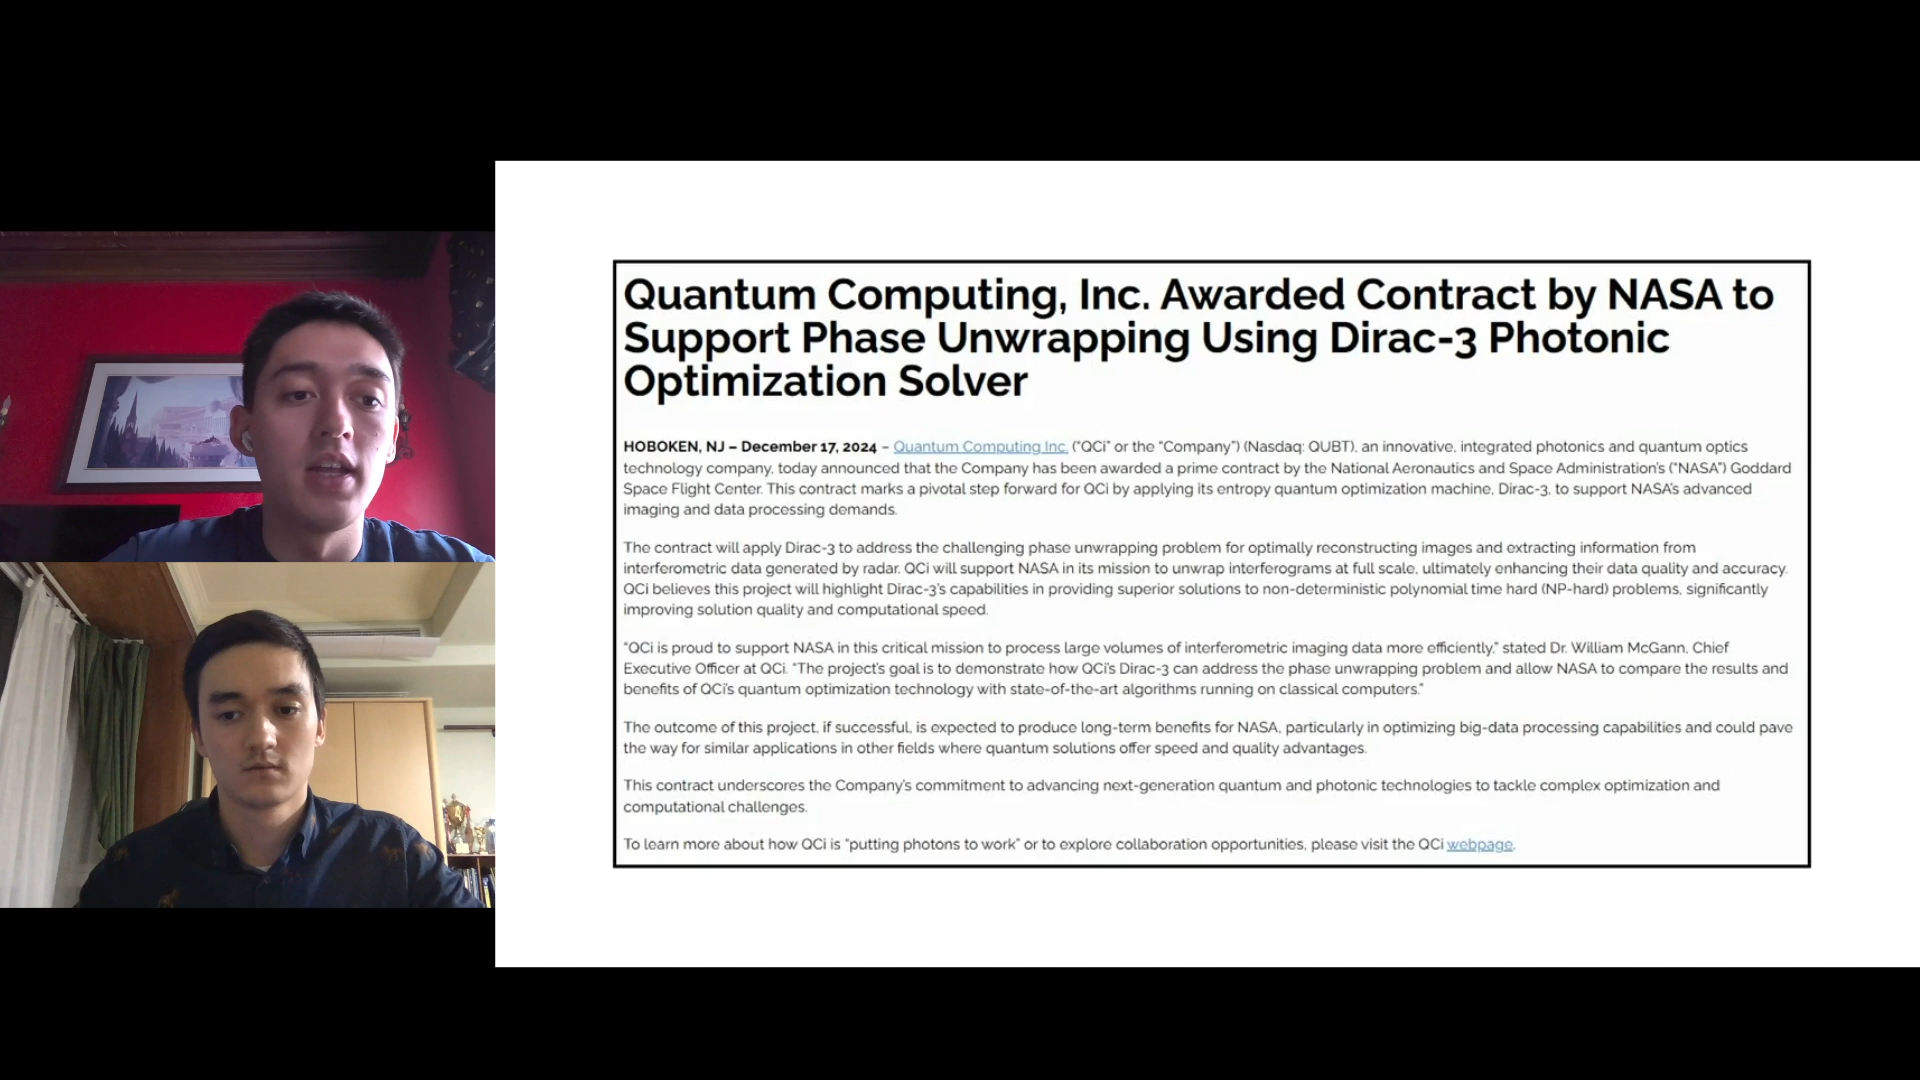 Quantum Computing, Inc. Awarded Contract by NASA to
Support Phase Unwrapping Using Dirac-3 Photonic
Optimization Solver
HOBOKEN, NJ – December 17, 2024 – Quantum Computing Inc. ("QCi" or the "Company") (Nasdaq: QUBT), an innovative, integrated photonics and quantum optics
technology company, today announced that the Company has been awarded a prime contract by the National Aeronautics and Space Administration's ("NASA") Goddard
Space Flight Center. This contract marks a pivotal step forward for QCi by applying its entropy quantum optimization machine, Dirac-3, to support NASA's advanced
imaging and data processing demands.
The contract will apply Dirac-3 to address the challenging phase unwrapping problem for optimally reconstructing images and extracting information from
interferometric data generated by radar. QCi will support NASA in its mission to unwrap interferograms at full scale, ultimately enhancing their data quality and accuracy.
QCi believes this project will highlight Dirac-3's capabilities in providing superior solutions to non-deterministic polynomial time hard (NP-hard) problems, significantly
improving solution quality and computational speed.
"QCi is proud to support NASA in this critical mission to process large volumes of interferometric imaging data more efficiently," stated Dr. William McGann, Chief
Executive Officer at QCi. "The project's goal is to demonstrate how QCi's Dirac-3 can address the phase unwrapping problem and allow NASA to compare the results and
benefits of QCi's quantum optimization technology with state-of-the-art algorithms running on classical computers."
The outcome of this project, if successful, is expected to produce long-term benefits for NASA, particularly in optimizing big-data processing capabilities and could pave
the way for similar applications in other fields where quantum solutions offer speed and quality advantages.
This contract underscores the Company's commitment to advancing next-generation quantum and photonic technologies to tackle complex optimization and
computational challenges.
To learn more about how QCi is "putting photons to work" or to explore collaboration opportunities, please visit the QCi webpage.